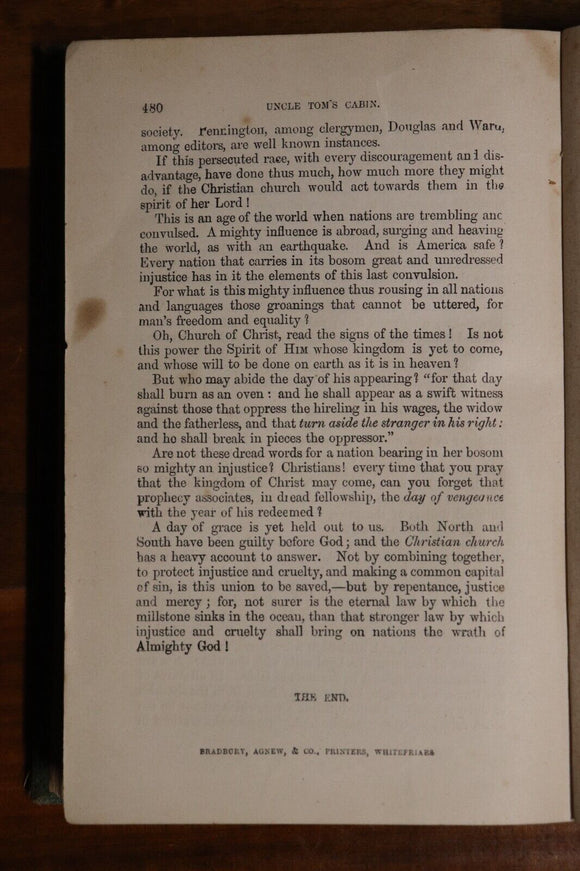 480 UNCLE TOM'S CABIN.
society. Pennington, among clergymen, Douglas and Ward,
among editors, are well known instances.
If this persecuted race, with every discouragement and dis-
advantage, have done thus much, how much more they might
do, if the Christian church would act towards them in the
spirit of her Lord!
This is an age of the world when nations are trembling and
convulsed. A mighty influence is abroad, surging and heaving
the world, as with an earthquake. And is America safe?
Every nation that carries in its bosom great and unredressed
injustice has in it the elements of this last convulsion.
For what is this mighty influence thus rousing in all nations
and languages those groanings that cannot be uttered, for
man's freedom and equality?
Oh, Church of Christ, read the signs of the times! Is not
this power the Spirit of HIM whose kingdom is yet to come,
and whose will to be done on earth as it is in heaven?
But who may abide the day of his appearing? "for that day
shall burn as an oven: and he shall appear as a swift witness
against those that oppress the hireling in his wages, the widow
and the fatherless, and that turn aside the stranger in his right:
and he shall break in pieces the oppressor."
Are not these dread words for a nation bearing in her bosom
so mighty an injustice? Christians! every time that you pray
that the kingdom of Christ may come, can you forget that
prophecy associates, in dread fellowship, the day of vengeance
with the year of his redeemed?
A day of grace is yet held out to us. Both North and
South have been guilty before God; and the Christian church
has a heavy account to answer. Not by combining together,
to protect injustice and cruelty, and making a common capital
of sin, is this union to be saved,—but by repentance, justice
and mercy; for, not surer is the eternal law by which the
millstone sinks in the ocean, than that stronger law by which
injustice and cruelty shall bring on nations the wrath of
Almighty God!
THE END.
BRADBURY, AGNEW, & CO., PRINTERS, WHITEFRIARS